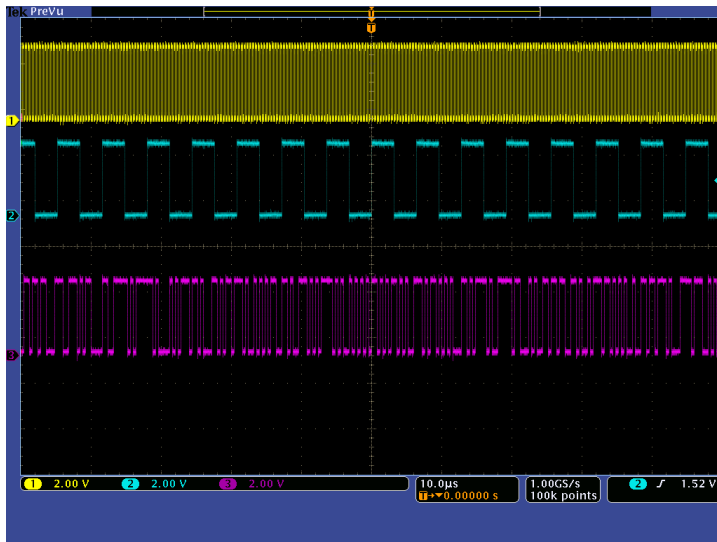 Tek PreVu
T
T
1
2
3
1 2.00 V 2 2.00 V 3 2.00 V
10.0µs
T→▼0.00000 s
1.00GS/s
100k points
2 ʃ 1.52 V